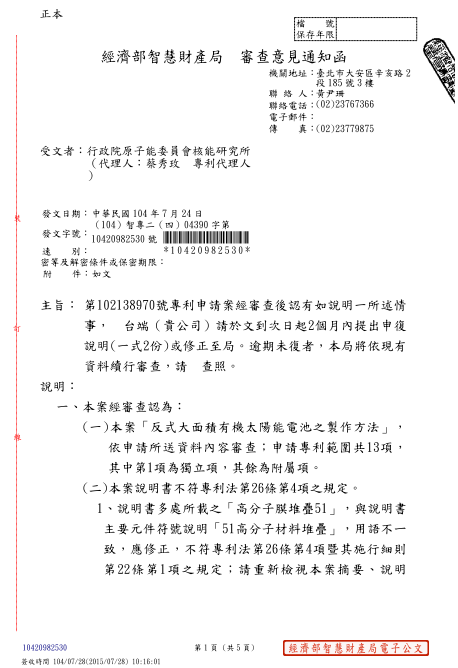 正本
檔　　號
保存年限
經濟部智慧財產局　審查意見通知函
機關地址：臺北市大安區辛亥路2
段185號3樓
聯 絡 人：黃尹珊
聯絡電話：(02)23767366
電子郵件：
傳　　真：(02)23779875
受文者：行政院原子能委員會核能研究所
（代理人：蔡秀玫　專利代理人
）
發文日期：中華民國104年7月24日
發文字號：（104）智專二（四）04390字第
10420982530號
*10420982530*
速　　別：
密等及解密條件或保密期限：
附　　件：如文
裝
訂
線
主旨：第102138970號專利申請案經審查後認有如說明一所述情
事，　台端（貴公司）請於文到次日起2個月內提出申復
說明(一式2份)或修正至局。逾期未復者，本局將依現有
資料續行審查，請　查照。
說明：
一、本案經審查認為：
(一)本案「反式大面積有機太陽能電池之製作方法」，
依申請所送資料內容審查；申請專利範圍共13項，
其中第1項為獨立項，其餘為附屬項。
(二)本案說明書不符專利法第26條第4項之規定。
1、說明書多處所載之「高分子膜堆疊51」，與說明書
主要元件符號說明「51高分子材料堆疊」，用語不一
致，應修正，不符專利法第26條第4項暨其施行細則
第22條第1項之規定；請重新檢視本案摘要、說明
10420982530
第1頁（共5頁）
經濟部智慧財產局電子公文
簽收時間 104/07/28(2015/07/28) 10:16:01